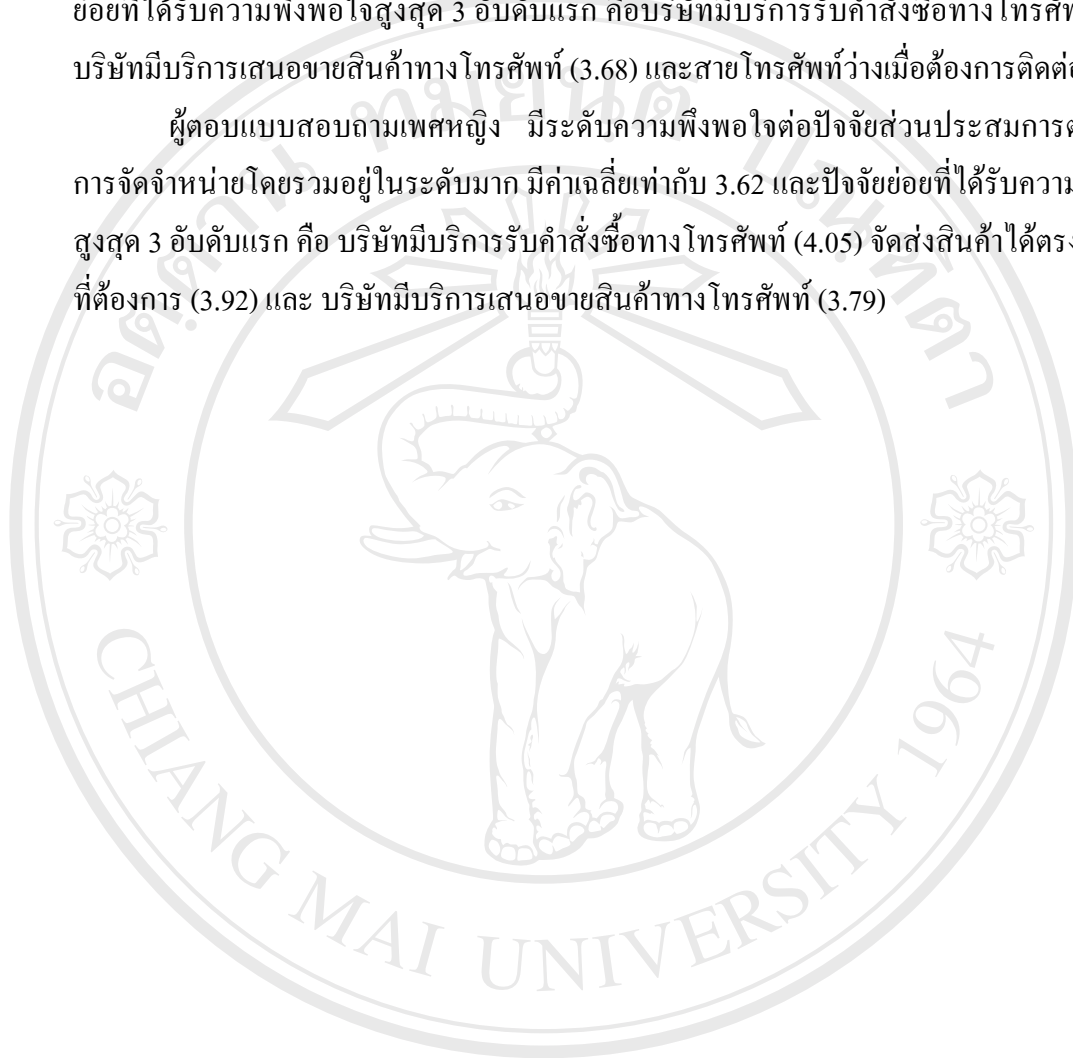 ย่อยที่ได้รับความพึงพอใจสูงสุด 3 อันดับแรก คือบริษัทมีบริการรับคำสั่งซื้อทางโทรศัพท์
บริษัทมีบริการเสนอขายสินค้าทางโทรศัพท์ (3.68) และสายโทรศัพท์ว่างเมื่อต้องการติดต่อ
ผู้ตอบแบบสอบถามเพศหญิง มีระดับความพึงพอใจต่อปัจจัยส่วนประสมการ
การจัดจำหน่ายโดยรวมอยู่ในระดับมาก มีค่าเฉลี่ยเท่ากับ 3.62 และปัจจัยย่อยที่ได้รับความ
สูงสุด 3 อันดับแรก คือ บริษัทมีบริการรับคำสั่งซื้อทางโทรศัพท์ (4.05) จัดส่งสินค้าได้ตรง
ที่ต้องการ (3.92) และ บริษัทมีบริการเสนอขายสินค้าทางโทรศัพท์ (3.79)
อตฺตานํ ทมยนฺติ ปณฺฑิตา
CHIANG MAI UNIVERSITY 1964